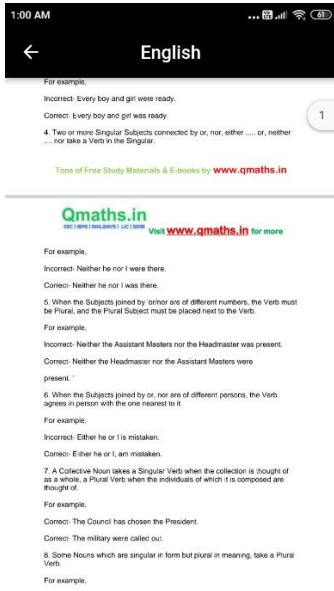 1:00 AM
61
English
For example,
Incorrect- Every boy and girl were ready.
1
Correct- Every boy and girl was ready.
4. Two or more Singular Subjects connected by or, nor, either ..... or, neither
.... nor take a Verb in the Singular.
Tons of Free Study Materials & E-books by www.qmaths.in
Qmaths.in
SSC | IBPS | RAILWAYS | LIC | SIDBI
Visit www.qmaths.in for more
For example,
Incorrect- Neither he nor I were there.
Correct- Neither he nor I was there.
5. When the Subjects joined by 'or/nor are of different numbers, the Verb must
be Plural, and the Plural Subject must be placed next to the Verb.
For example,
Incorrect- Neither the Assistant Masters nor the Headmaster was present.
Correct- Neither the Headmaster nor the Assistant Masters were
present. '
6. When the Subjects joined by or, nor are of different persons, the Verb
agrees in person with the one nearest to it.
For example,
Incorrect- Either he or I is mistaken.
Correct- Either he or I, am mistaken.
7. A Collective Noun takes a Singular Verb when the collection is thought of
as a whole, a Plural Verb when the individuals of which it is composed are
thought of.
For example,
Correct- The Council has chosen the President.
Correct- The military were called out.
8. Some Nouns which are singular in form but plural in meaning, take a Plural
Verb.
For example,